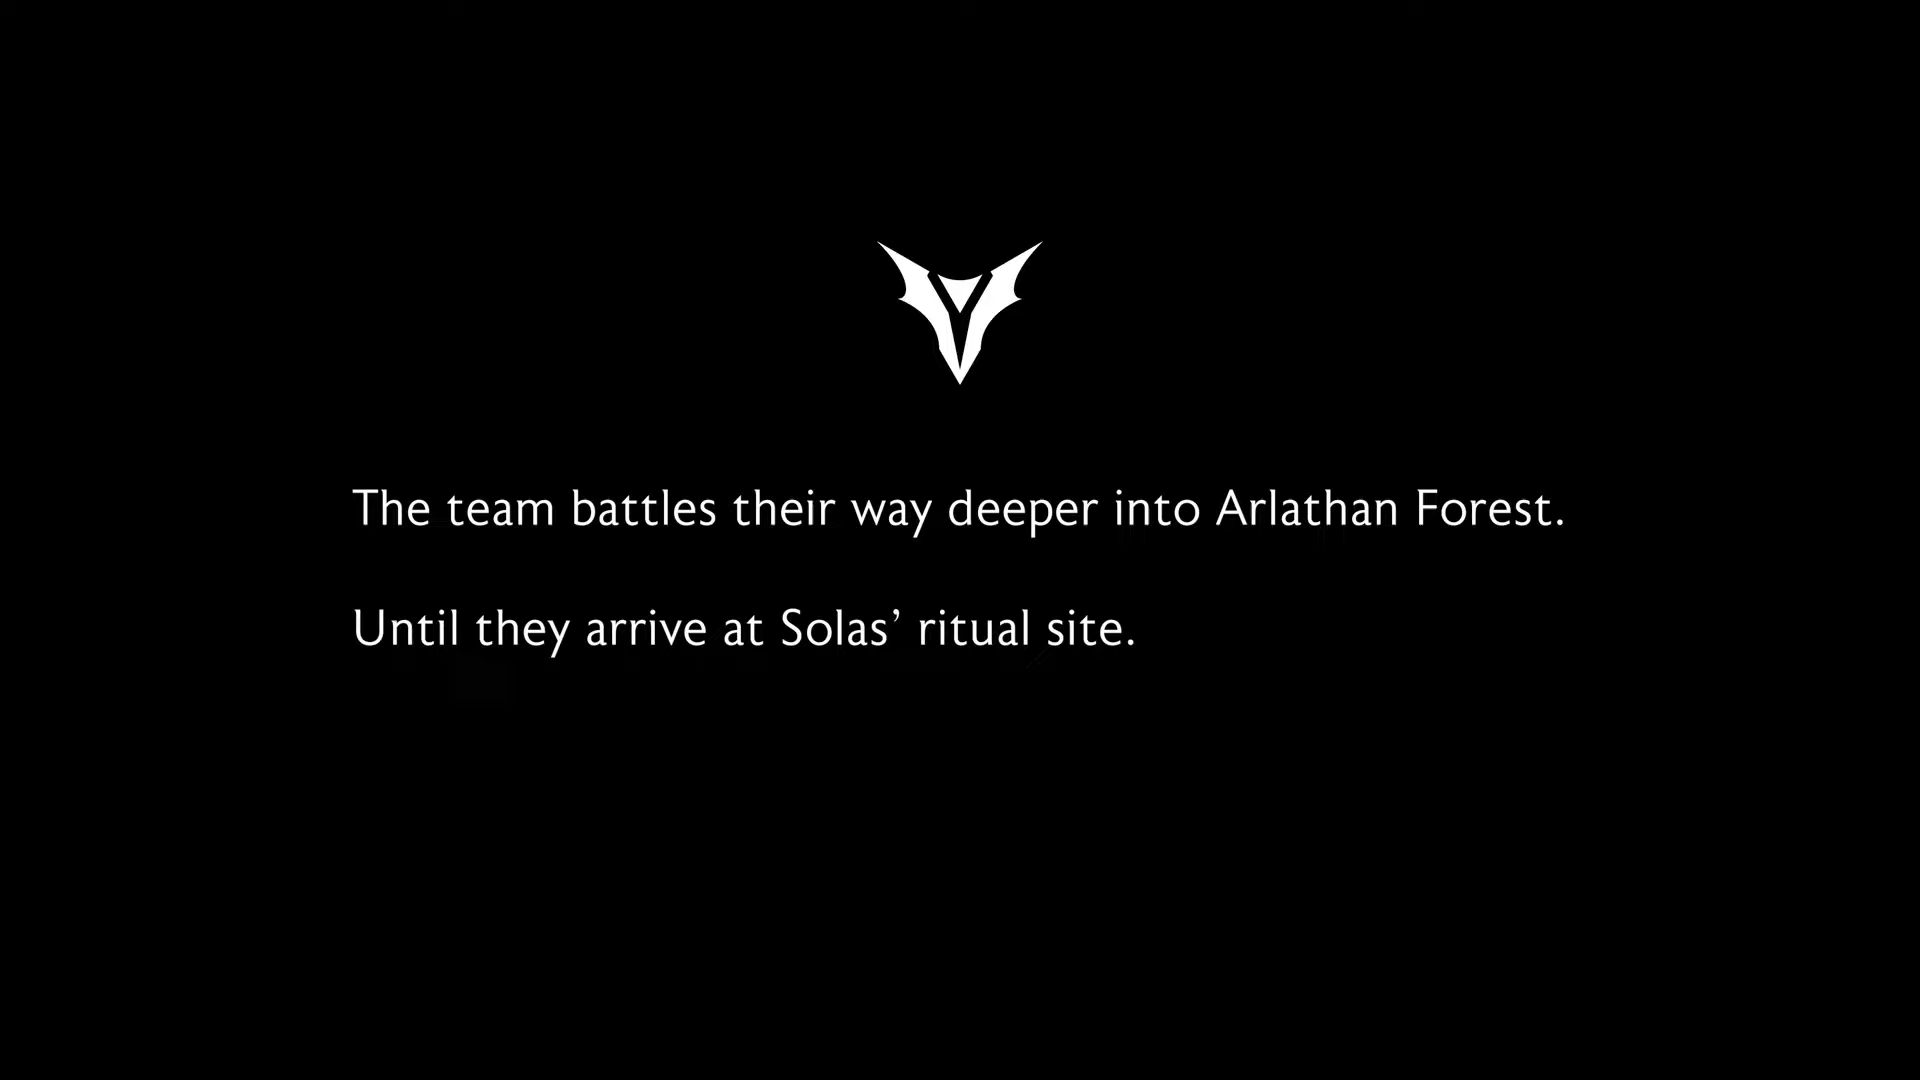 The team battles their way deeper into Arlathan Forest.
Until they arrive at Solas’ ritual site.